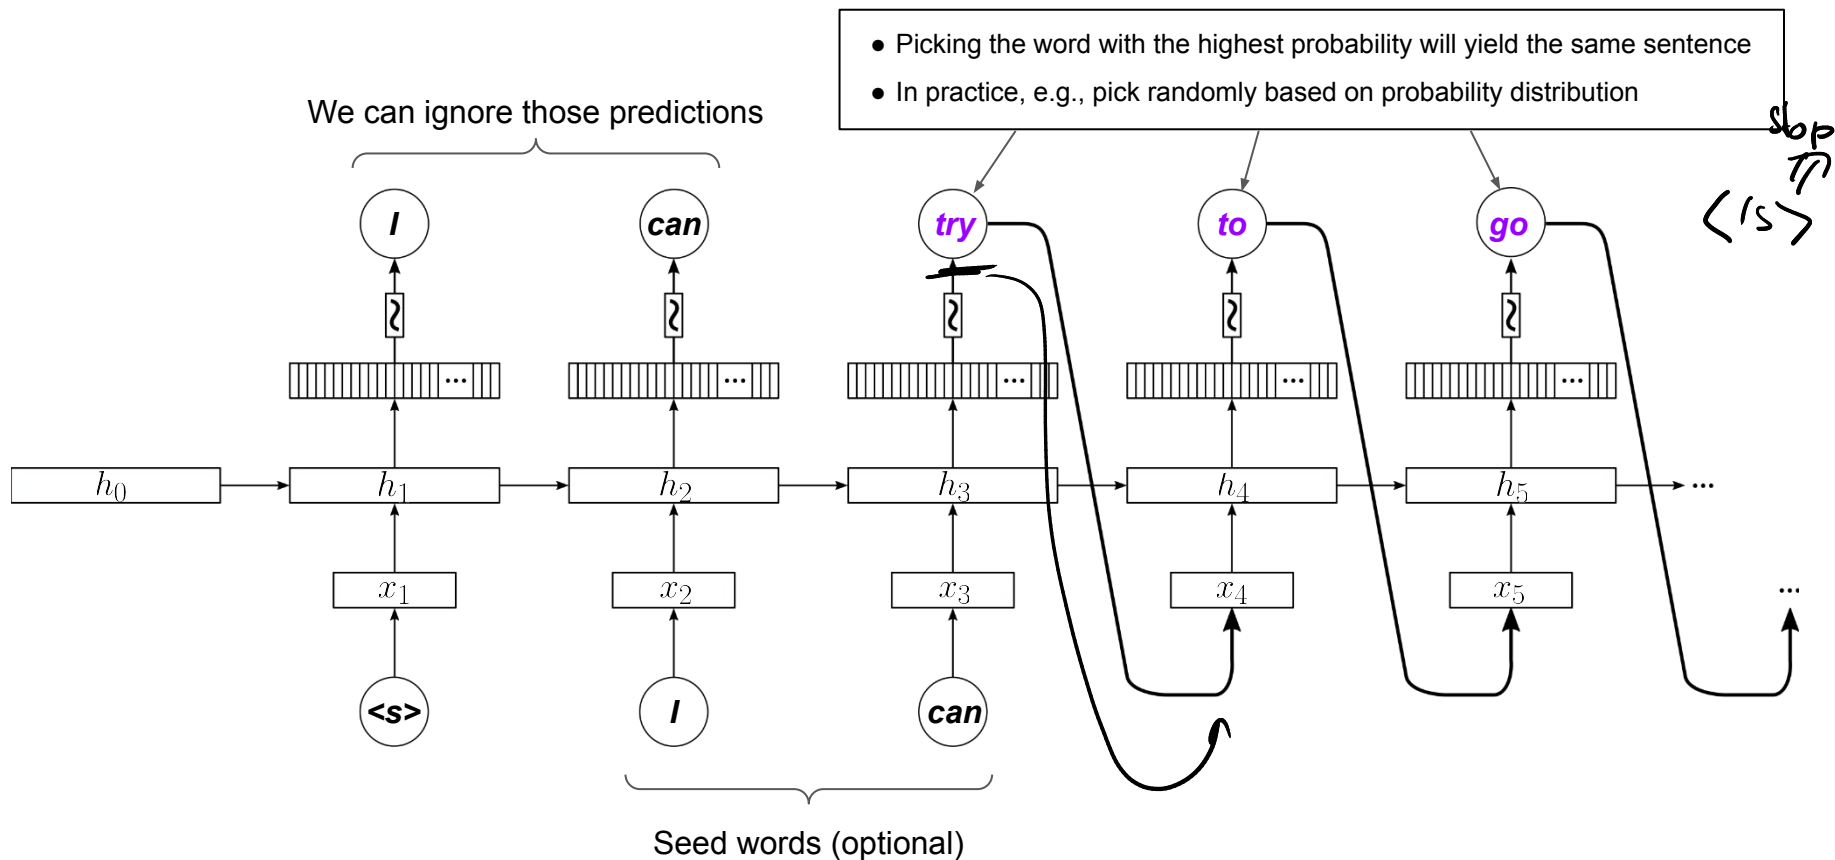 ● Picking the word with the highest probability will yield the same sentence
● In practice, e.g., pick randomly based on probability distribution
We can ignore those predictions
stop
I can try to go
</s>
... ... ... ... ...
h₀ h₁ h₂ h₃ h₄ h₅ ...
x₁ x₂ x₃ x₄ x₅ ...
<s> I can
Seed words (optional)